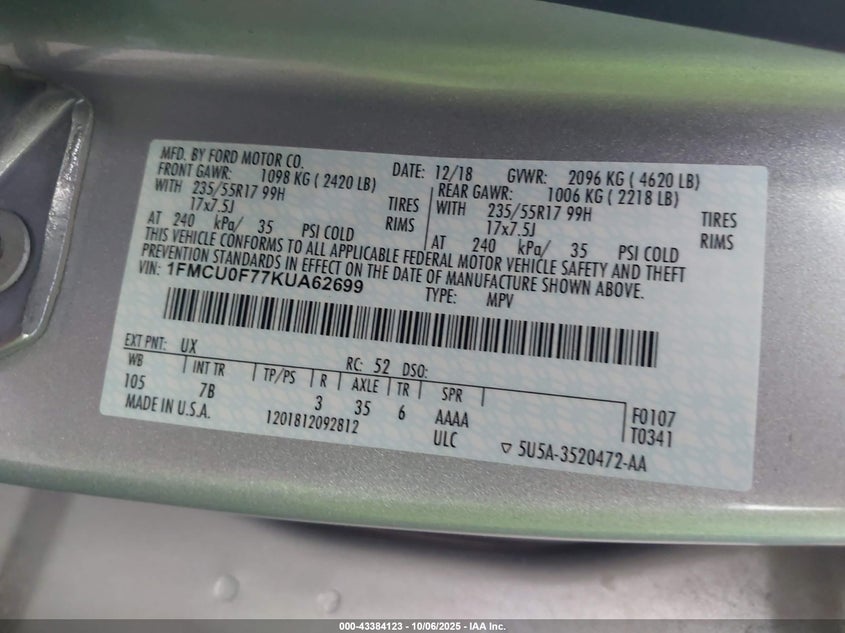 MFD. BY FORD MOTOR CO.
DATE: 12/18 GVWR: 2096 KG ( 4620 LB)
FRONT GAWR: 1098 KG ( 2420 LB)
REAR GAWR: 1006 KG ( 2218 LB)
WITH 235/55R17 99H TIRES
WITH 235/55R17 99H TIRES
17x7.5J RIMS
17x7.5J RIMS
AT 240 kPa/ 35 PSI COLD
AT 240 kPa/ 35 PSI COLD
THIS VEHICLE CONFORMS TO ALL APPLICABLE FEDERAL MOTOR VEHICLE SAFETY AND THEFT
PREVENTION STANDARDS IN EFFECT ON THE DATE OF MANUFACTURE SHOWN ABOVE.
VIN: 1FMCU0F77KUA62699
TYPE: MPV
EXT PNT: UX RC: 52 DSO:
WB INT TR TP/PS R AXLE TR SPR
105 7B 3 35 6 AAAA F0107
MADE IN U.S.A. 1201812092812 ULC T0341
▽ 5U5A-3520472-AA
000-43384123 - 10/06/2025 - IAA Inc.